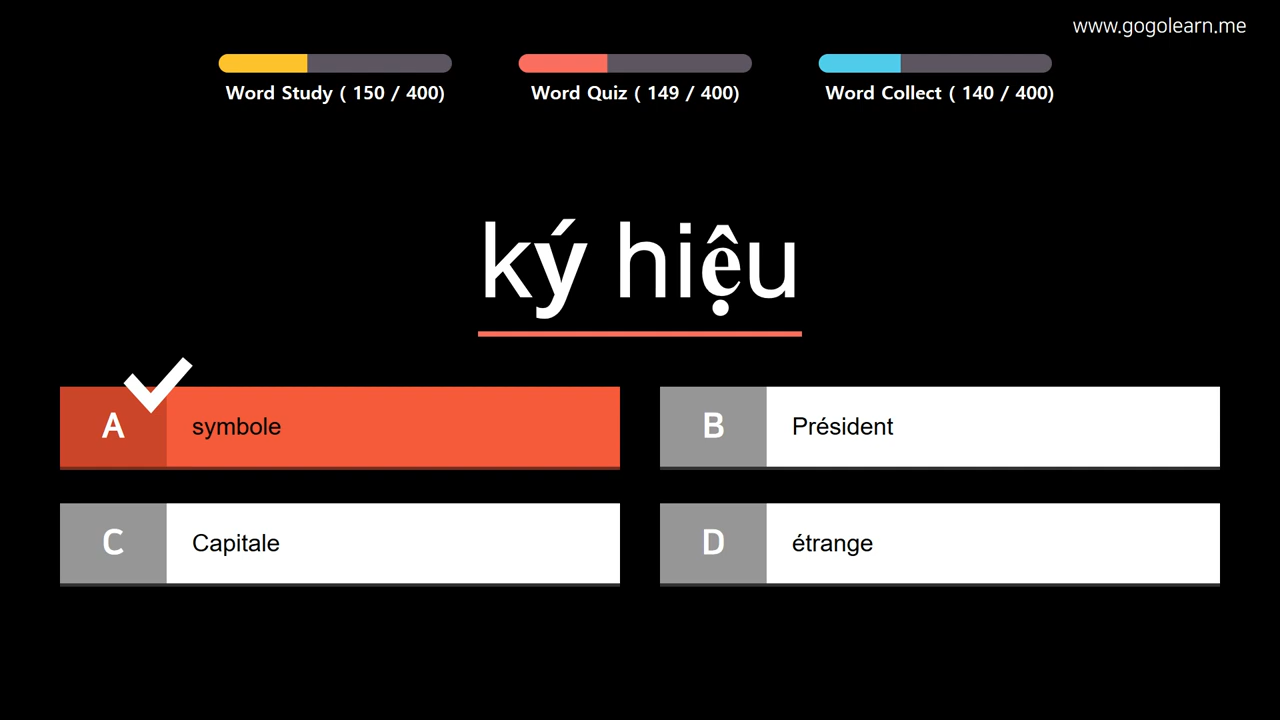 www.gogolearn.me
Word Study ( 150 / 400)
Word Quiz ( 149 / 400)
Word Collect ( 140 / 400)
ký hiệu
A symbole
B Président
C Capitale
D étrange